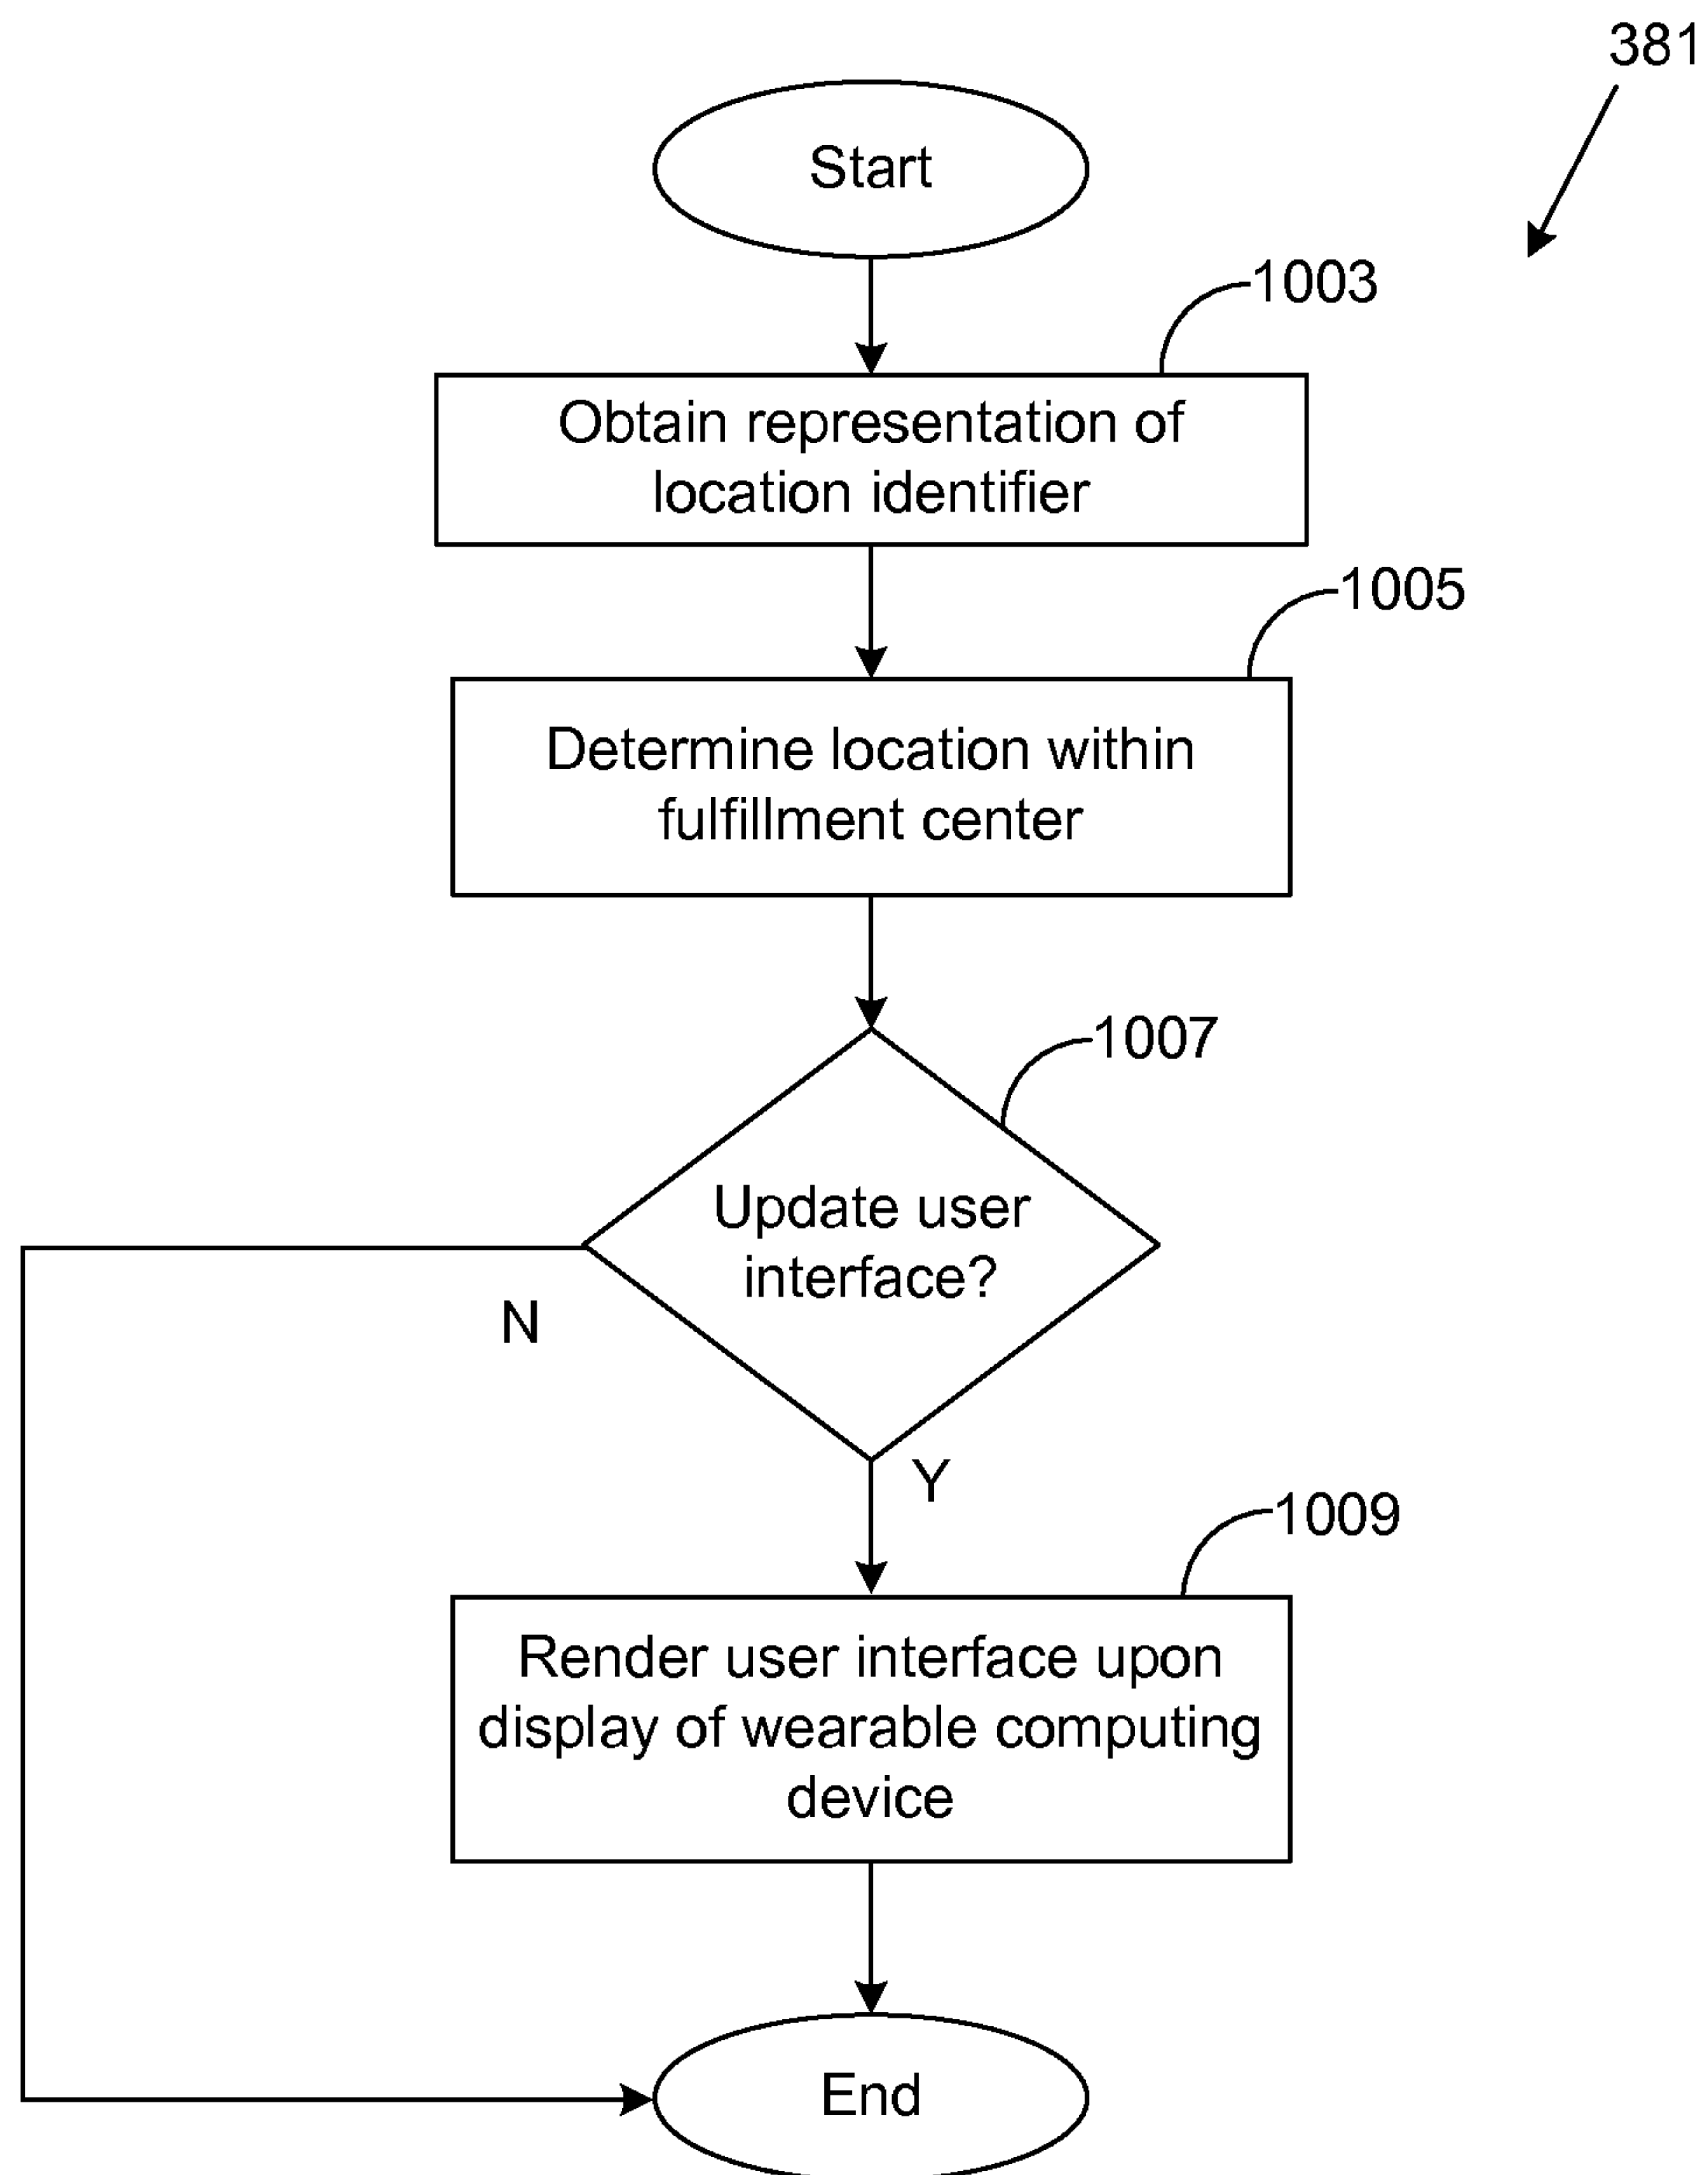 381
Start
1003
Obtain representation of
location identifier
1005
Determine location within
fulfillment center
1007
Update user
interface?
N
Y
1009
Render user interface upon
display of wearable computing
device
End